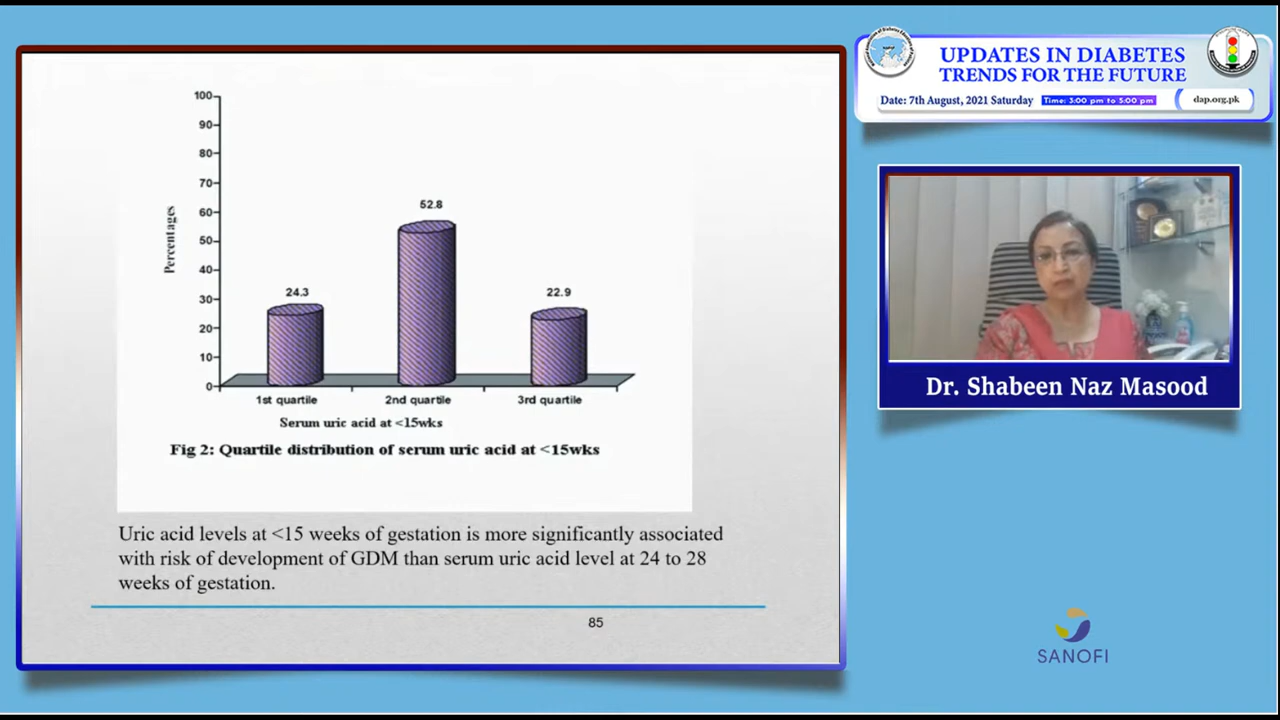 100
90
80
70
60
50
40
30
20
10
0
Percentages
24.3
52.8
22.9
1st quartile
2nd quartile
3rd quartile
Serum uric acid at <15wks
Fig 2: Quartile distribution of serum uric acid at <15wks
Uric acid levels at <15 weeks of gestation is more significantly associated
with risk of development of GDM than serum uric acid level at 24 to 28
weeks of gestation.
85
UPDATES IN DIABETES
TRENDS FOR THE FUTURE
Date: 7th August, 2021 Saturday
Time: 3:00 pm to 5:00 pm
dap.org.pk
Dr. Shabeen Naz Masood
SANOFI